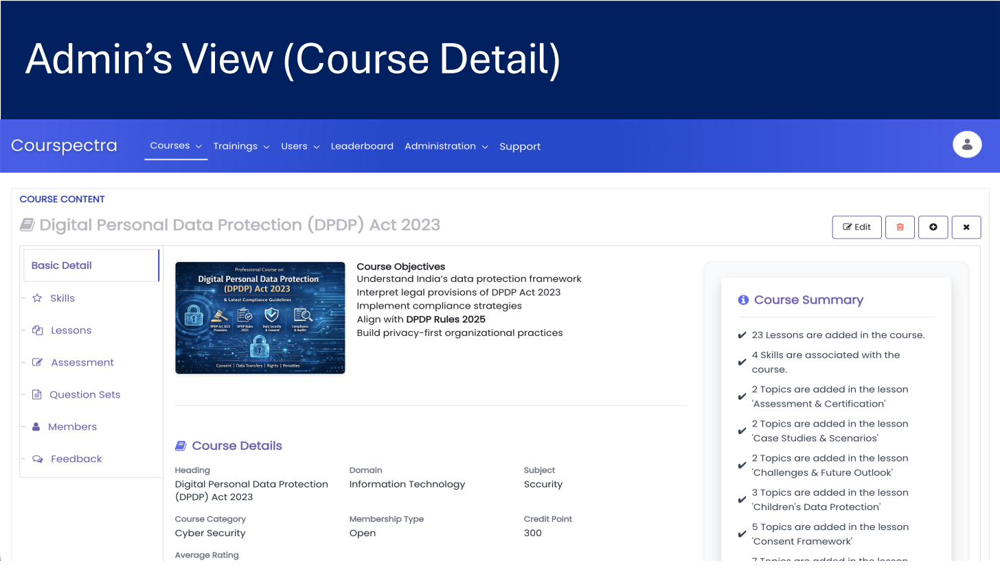 Admin’s View (Course Detail)
Courspectra
Courses
Trainings
Users
Leaderboard
Administration
Support
COURSE CONTENT
Digital Personal Data Protection (DPDP) Act 2023
Edit
Basic Detail
Skills
Lessons
Assessment
Question Sets
Members
Feedback
Professional Course on
Digital Personal Data Protection
(DPDP) Act 2023
& Latest Compliance Guidelines
DPDP Act 2023
Provisions
DPDP Rules
2025
Data Security
& Consent
Compliance
& Audits
Consent | Data Transfers | Rights | Penatties
Course Objectives
Understand India’s data protection framework
Interpret legal provisions of DPDP Act 2023
Implement compliance strategies
Align with DPDP Rules 2025
Build privacy-first organizational practices
Course Details
Heading
Digital Personal Data Protection
(DPDP) Act 2023
Domain
Information Technology
Subject
Sccurity
Course Category
Cyber Security
Membership Type
Open
Credit Point
300
Average Rating
Course Summary
23 Lessons are added in the course.
4 Skills are associated with the
course.
2 Topics are added in the lesson
'Assessment & Certification'
2 Topics are added in the lesson
'Case Studies & Scenarios'
2 Topics are added in the lesson
'Challenges & Future Outlook'
3 Topics are added in the lesson
'Children's Data Protection'
5 Topics are added in the lesson
'Consent Framework'
7 Topics are added in the lesson